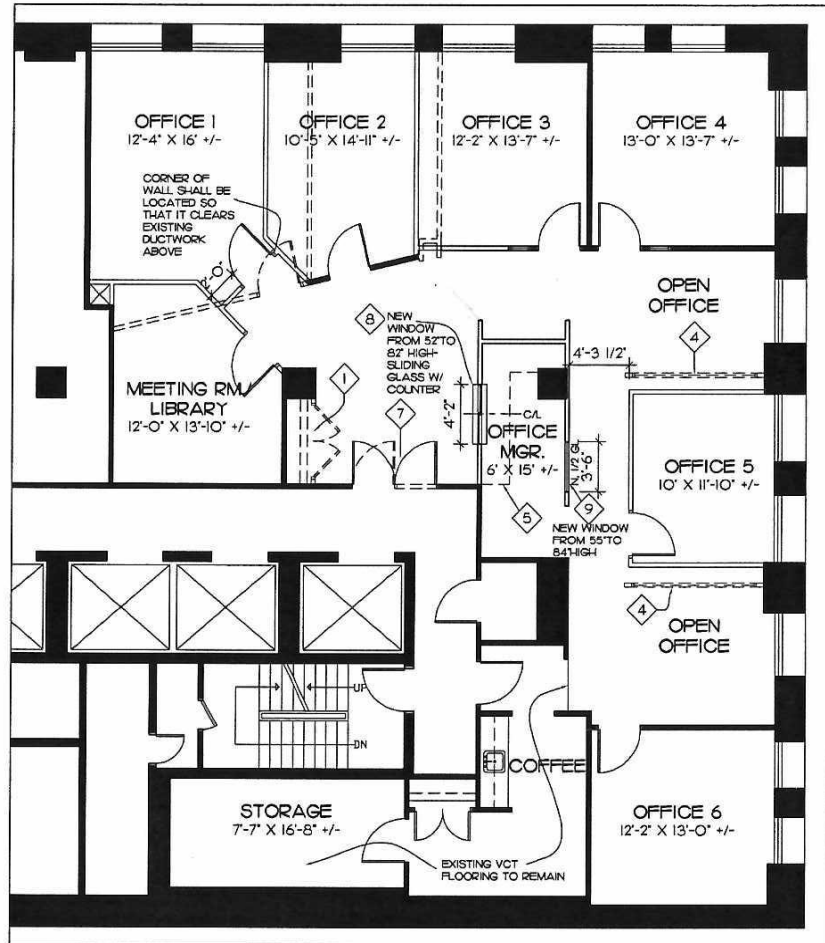 OFFICE 1
12'-4" X 16' +/-
OFFICE 2
10'-5" X 14'-11" +/-
OFFICE 3
12'-2" X 13'-7" +/-
OFFICE 4
13'-0" X 13'-7" +/-
CORNER OF
WALL SHALL BE
LOCATED SO
THAT IT CLEARS
EXISTING
DUCTWORK
ABOVE
2'-0"
OPEN
OFFICE
8
NEW
WINDOW
FROM 52"TO
82" HIGH-
SLIDING
GLASS W/
COUNTER
4'-3 1/2"
4
1
7
4'-2"
C/L
MEETING RM./
LIBRARY
12'-0" X 13'-10" +/-
OFFICE
MGR.
6' X 15' +/-
3'-6"
OFFICE 5
10' X 11'-10" +/-
5
9
NEW WINDOW
FROM 55"TO
84"HIGH
4
OPEN
OFFICE
UP
DN
COFFEE
STORAGE
7'-7" X 16'-8" +/-
OFFICE 6
12'-2" X 13'-0" +/-
EXISTING VCT
FLOORING TO REMAIN